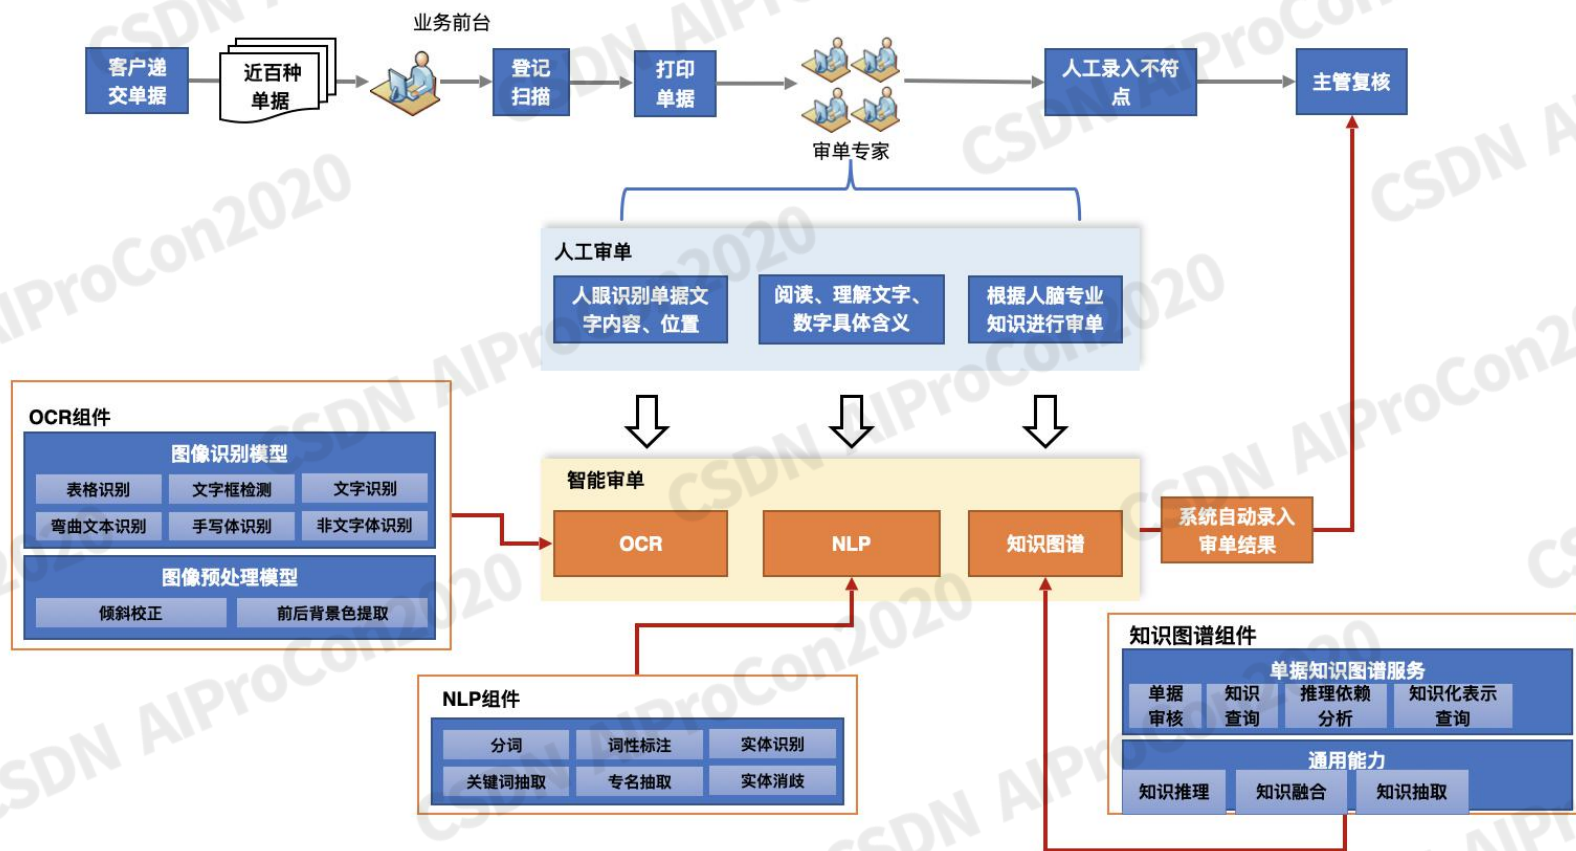 业务前台
客户递
交单据
近百种
单据
登记
扫描
打印
单据
审单专家
人工录入不符
点
主管复核
人工审单
人眼识别单据文
字内容、位置
阅读、理解文字、
数字具体含义
根据人脑专业
知识进行审单
OCR组件
图像识别模型
表格识别
文字框检测
文字识别
弯曲文本识别
手写体识别
非文字体识别
图像预处理模型
倾斜校正
前后背景色提取
智能审单
OCR
NLP
知识图谱
系统自动录入
审单结果
NLP组件
分词
词性标注
实体识别
关键词抽取
专名抽取
实体消歧
知识图谱组件
单据知识图谱服务
单据
审核
知识
查询
推理依赖
分析
知识化表示
查询
通用能力
知识推理
知识融合
知识抽取
CSDN AIProCon2020